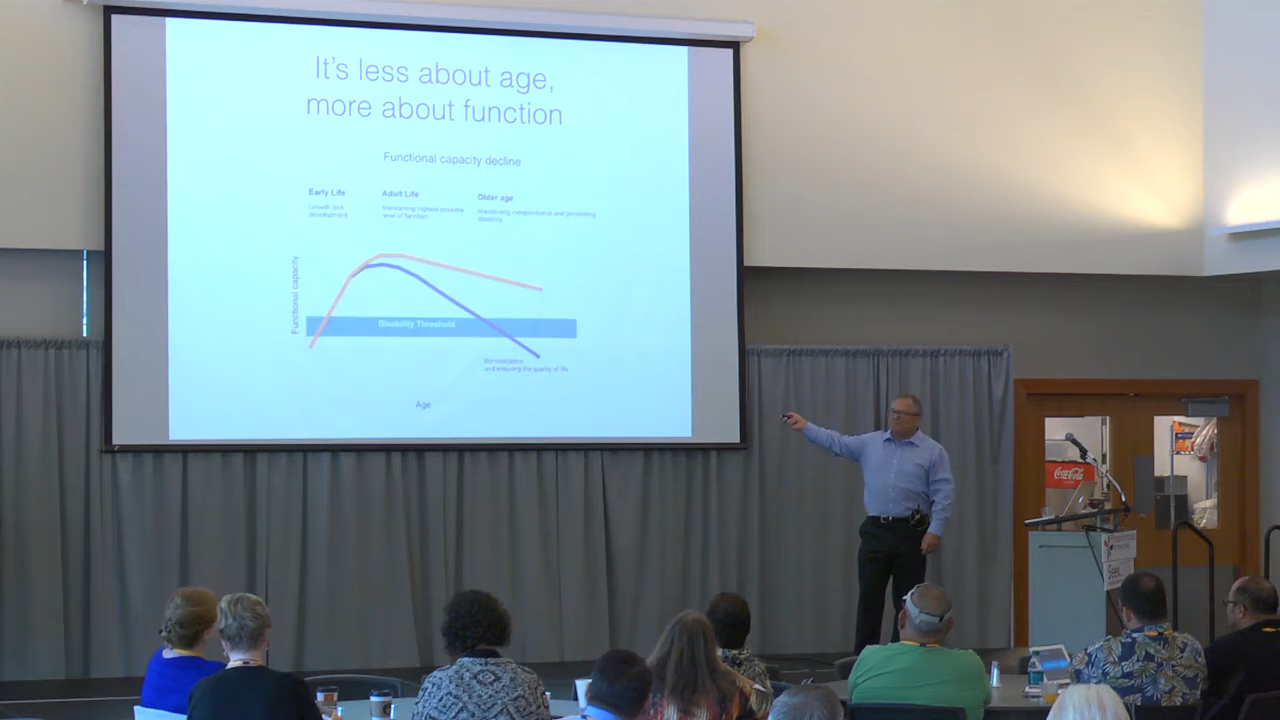 It's less about age,
more about function
Functional capacity decline
Early Life
Growth and
development
Adult Life
Maintaining highest possible
level of function
Older age
Maintaining independence and preventing
disability
Functional capacity
Disability Threshold
and ensuring the quality of life
Age
Coca-Cola